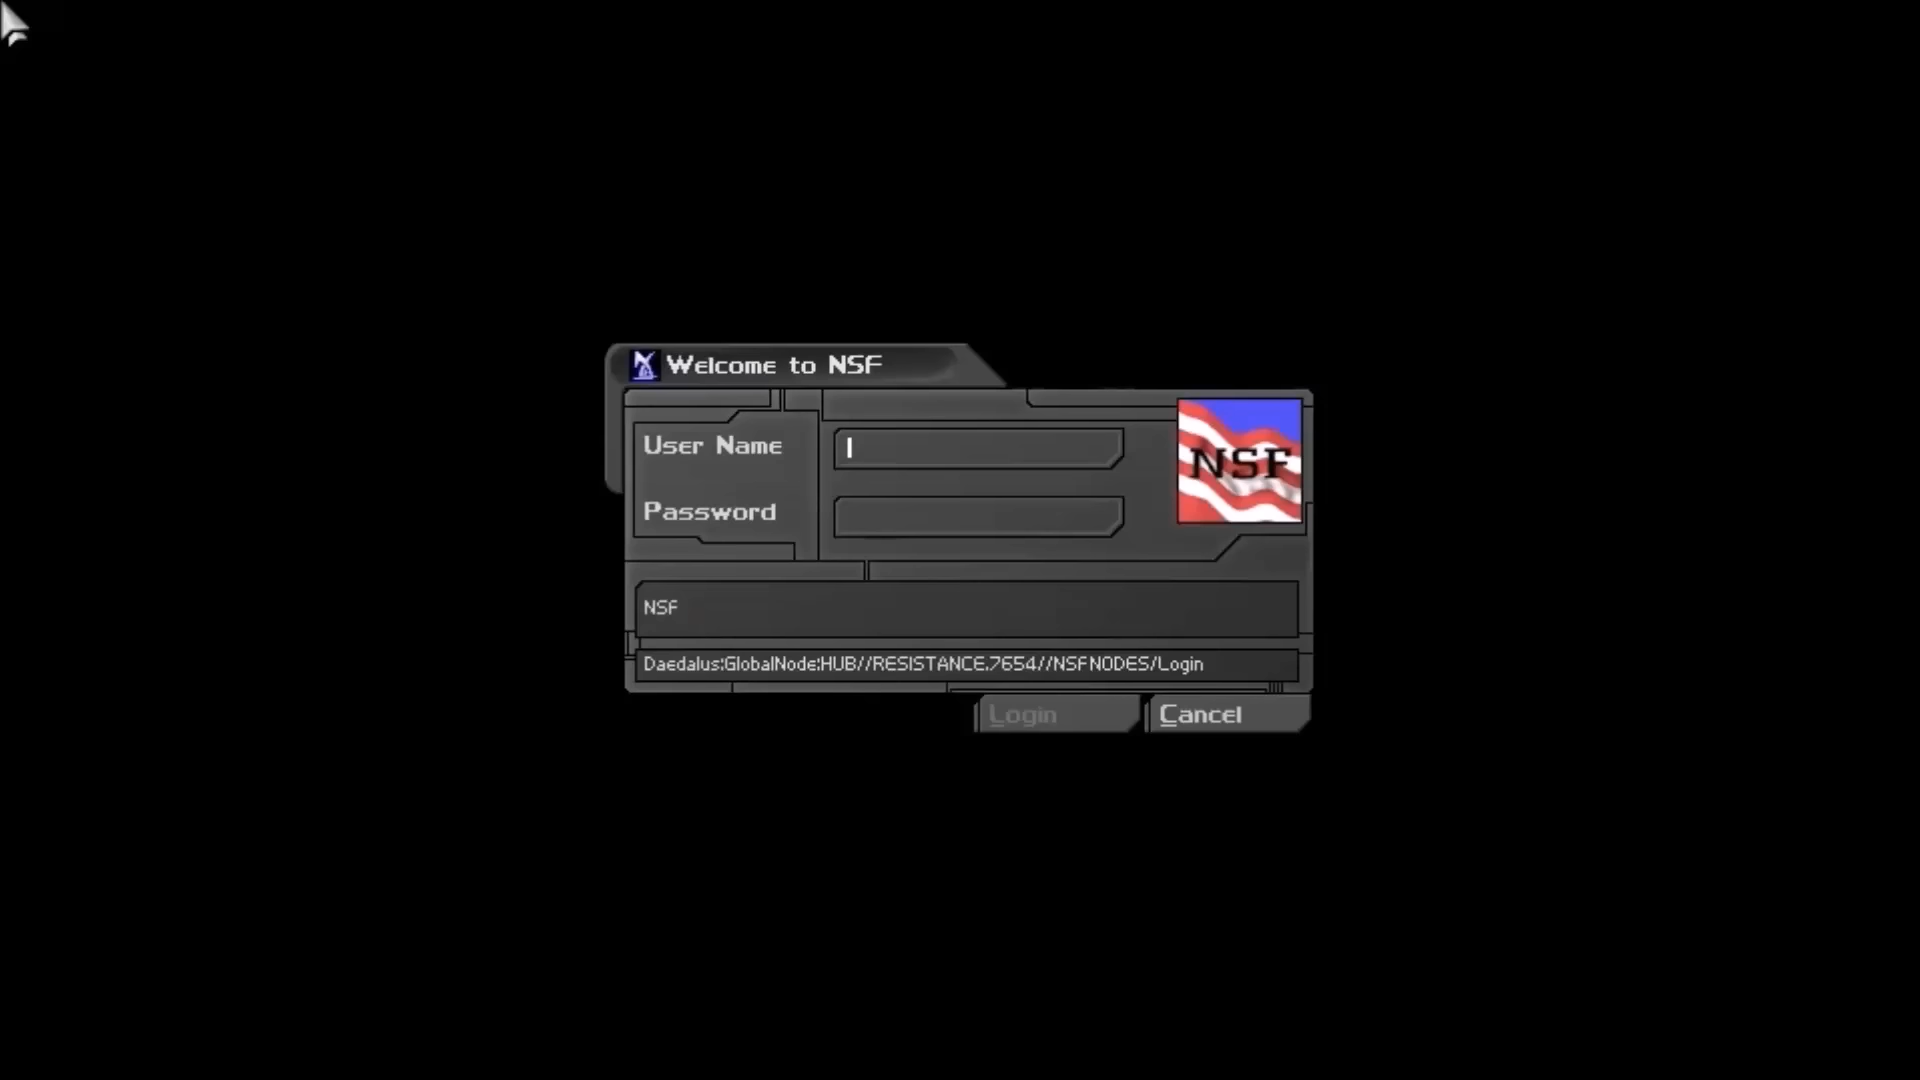 Welcome to NSF
User Name
Password
NSF
NSF
Daedalus:GlobalNode:HUB//RESISTANCE.7654//NSFNODES/Login
Login
Cancel